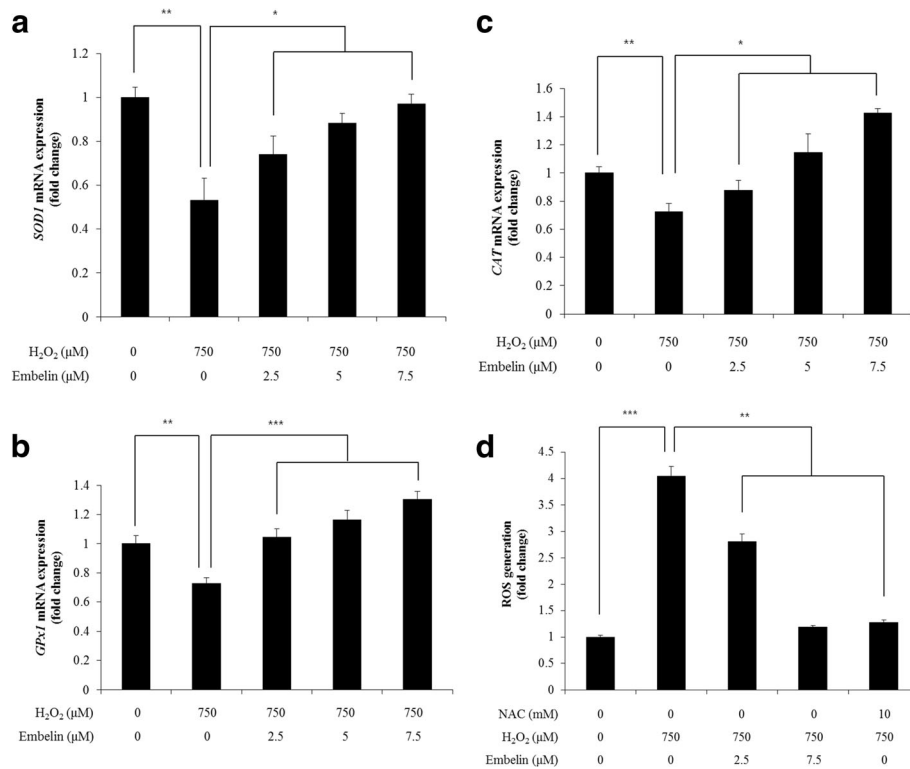 a
** *
SOD1 mRNA expression
(fold change)
1.2
1
0.8
0.6
0.4
0.2
0
H₂O₂ (μM) 0 750 750 750 750
Embelin (μM) 0 0 2.5 5 7.5
b
** ***
GPx1 mRNA expression
(fold change)
1.4
1.2
1
0.8
0.6
0.4
0.2
0
H₂O₂ (μM) 0 750 750 750 750
Embelin (μM) 0 0 2.5 5 7.5
c
** *
CAT mRNA expression
(fold change)
1.6
1.4
1.2
1
0.8
0.6
0.4
0.2
0
H₂O₂ (μM) 0 750 750 750 750
Embelin (μM) 0 0 2.5 5 7.5
d
*** **
ROS generation
(fold change)
4.5
4
3.5
3
2.5
2
1.5
1
0.5
0
NAC (mM) 0 0 0 0 10
H₂O₂ (μM) 0 750 750 750 750
Embelin (μM) 0 0 2.5 7.5 0